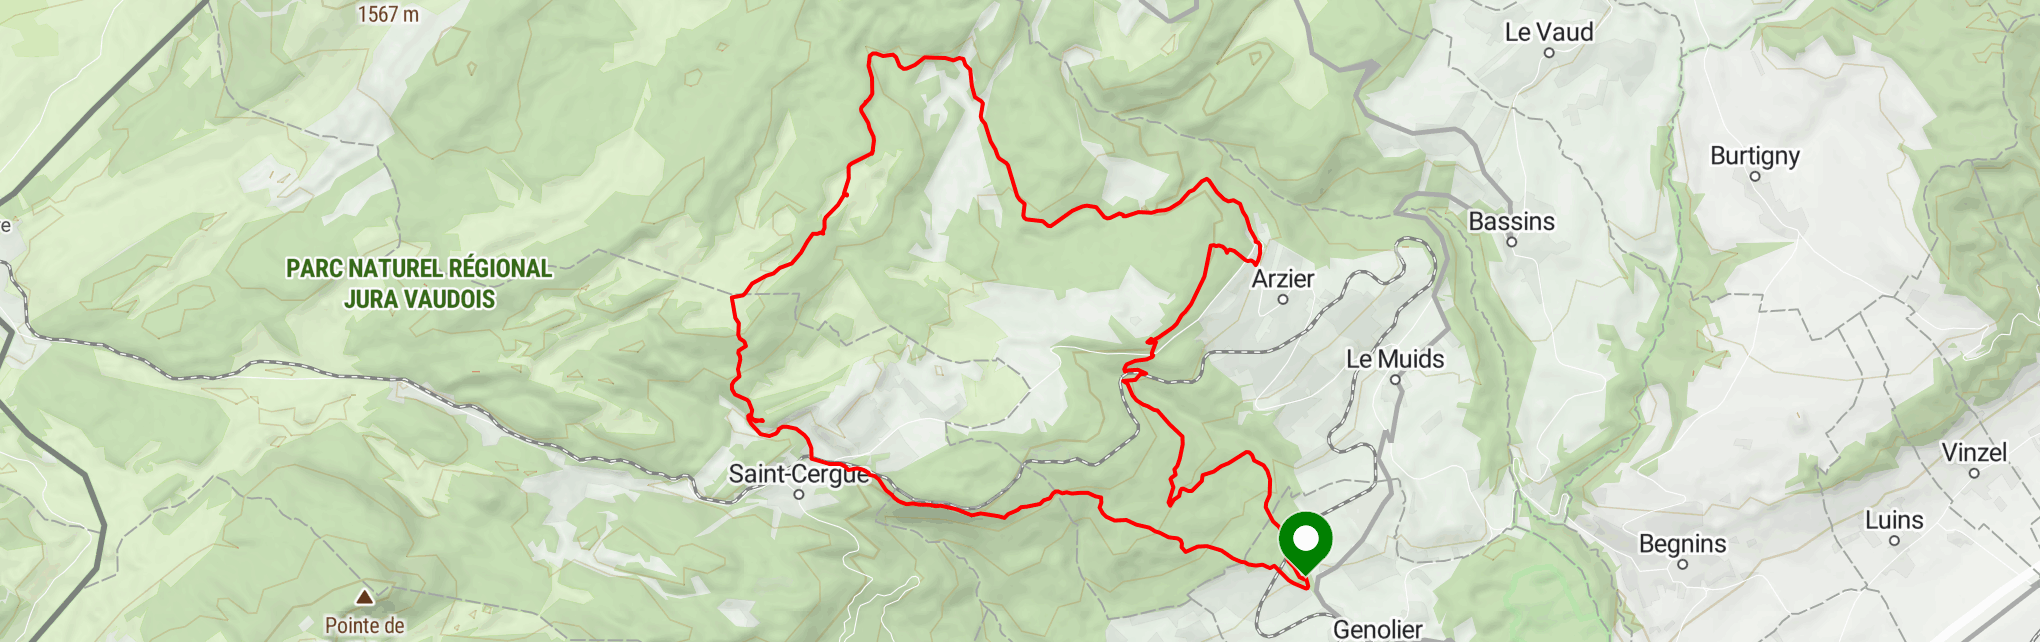 1567 m
Le Vaud
Burtigny
Bassins
re
PARC NATUREL RÉGIONAL
JURA VAUDOIS
Arzier
Le Muids
Vinzel
Saint-Cergue
Luins
Begnins
Pointe de
Genolier